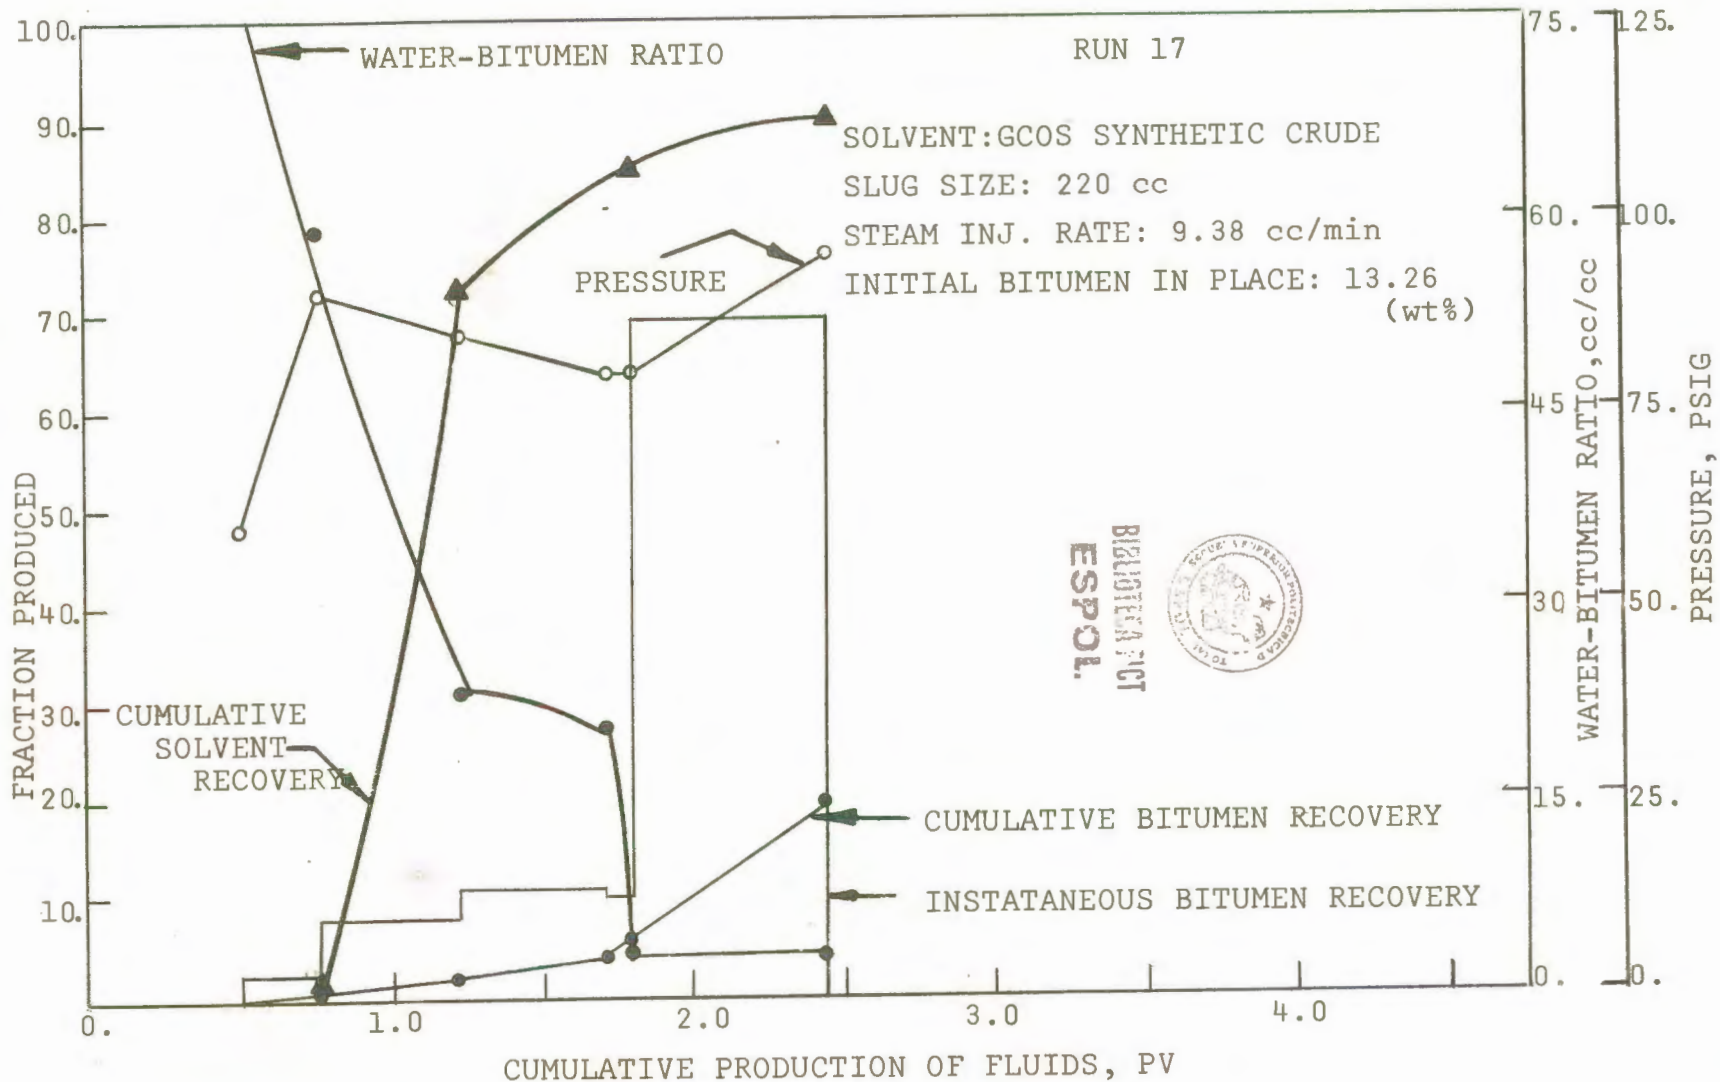 RUN 17
WATER-BITUMEN RATIO
SOLVENT:GCOS SYNTHETIC CRUDE
SLUG SIZE: 220 cc
STEAM INJ. RATE: 9.38 cc/min
INITIAL BITUMEN IN PLACE: 13.26
(wt%)
PRESSURE
CUMULATIVE
SOLVENT
RECOVERY
CUMULATIVE BITUMEN RECOVERY
INSTATANEOUS BITUMEN RECOVERY
BIBLIOTECA FICT
ESPOL.
FRACTION PRODUCED
100.
90.
80.
70.
60.
50.
40.
30.
20.
10.
0.
1.0
2.0
3.0
4.0
CUMULATIVE PRODUCTION OF FLUIDS, PV
75.
60.
45
30
15.
0.
WATER-BITUMEN RATIO,cc/cc
125.
100.
75.
50.
25.
0.
PRESSURE, PSIG